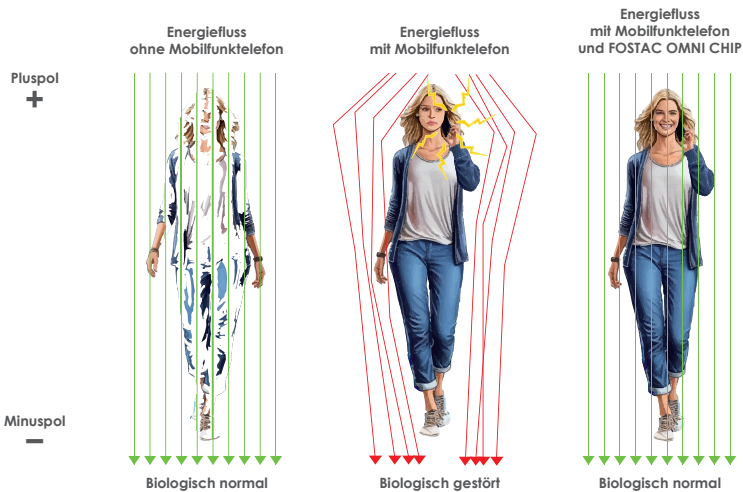 Energiefluss
ohne Mobilfunktelefon
Energiefluss
mit Mobilfunktelefon
Energiefluss
mit Mobilfunktelefon
und FOSTAC OMNI CHIP
Pluspol
+
Minuspol
–
Biologisch normal
Biologisch gestört
Biologisch normal